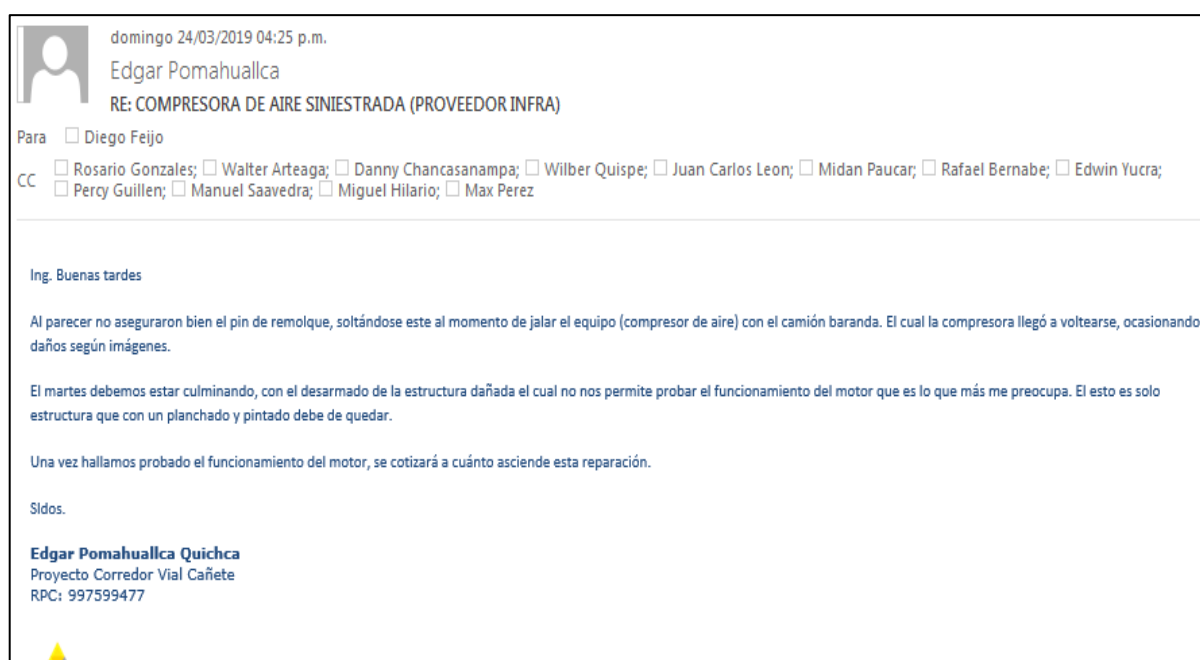 domingo 24/03/2019 04:25 p.m.
Edgar Pomahuallca
RE: COMPRESORA DE AIRE SINIESTRADA (PROVEEDOR INFRA)
Para Diego Feijo
CC Rosario Gonzales; Walter Arteaga; Danny Chancasanampa; Wilber Quispe; Juan Carlos Leon; Midan Paucar; Rafael Bernabe; Edwin Yucra;
Percy Guillen; Manuel Saavedra; Miguel Hilario; Max Perez
Ing. Buenas tardes
Al parecer no aseguraron bien el pin de remolque, soltándose este al momento de jalar el equipo (compresor de aire) con el camión baranda. El cual la compresora llegó a voltearse, ocasionando
daños según imágenes.
El martes debemos estar culminando, con el desarmado de la estructura dañada el cual no nos permite probar el funcionamiento del motor que es lo que más me preocupa. El esto es solo
estructura que con un planchado y pintado debe de quedar.
Una vez hallamos probado el funcionamiento del motor, se cotizará a cuánto asciende esta reparación.
Sldos.
Edgar Pomahuallca Quichca
Proyecto Corredor Vial Cañete
RPC: 997599477